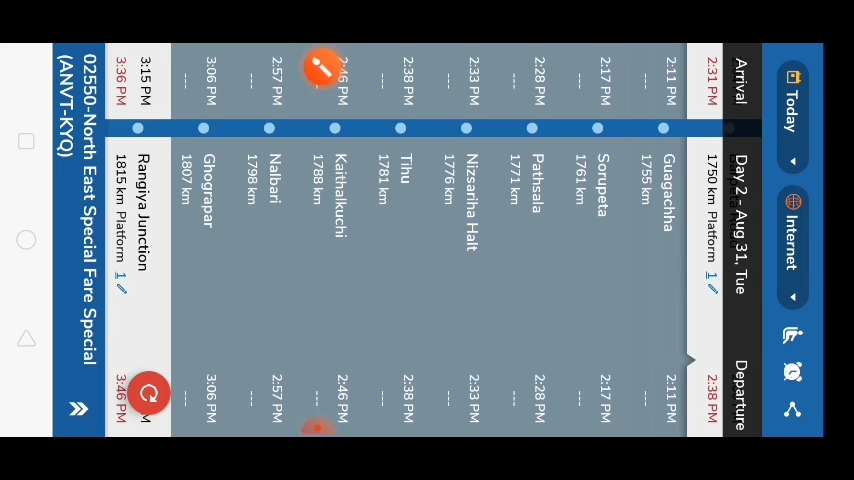 Today
Internet
Arrival Day 2 - Aug 31, Tue Departure
2:31 PM 1750 km Platform 1 2:38 PM
2:11 PM Guagachha 2:11 PM
--- 1755 km ---
2:17 PM Sorupeta 2:17 PM
--- 1761 km ---
2:28 PM Pathsala 2:28 PM
--- 1771 km ---
2:33 PM Nizsariha Halt 2:33 PM
--- 1776 km ---
2:38 PM Tihu 2:38 PM
--- 1781 km ---
2:46 PM Kaithalkuchi 2:46 PM
1788 km ---
2:57 PM Nalbari 2:57 PM
--- 1798 km ---
3:06 PM Ghograpar 3:06 PM
--- 1807 km ---
3:15 PM Rangiya Junction
3:36 PM 1815 km Platform 1 3:46 PM
02550-North East Special Fare Special
(ANVT-KYQ)